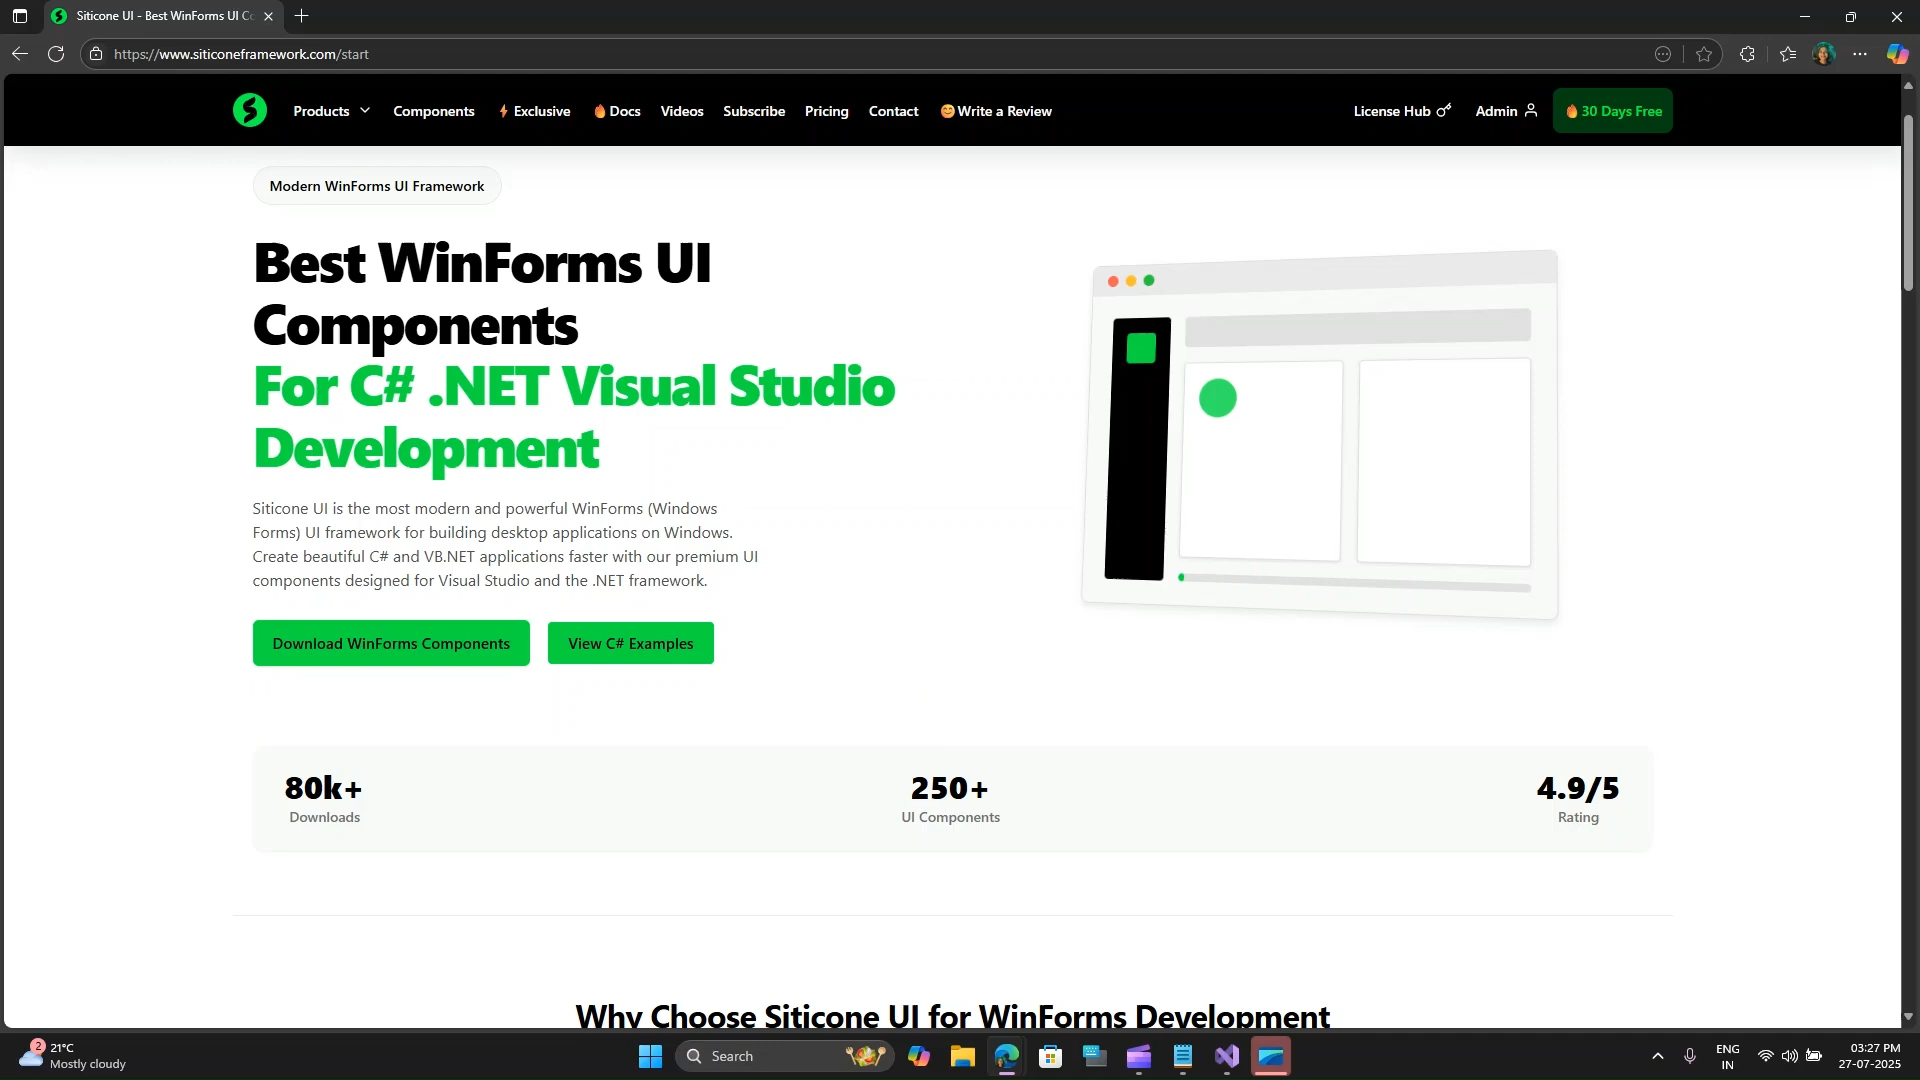 Siticone UI - Best WinForms UI Co
https://www.siticoneframework.com/start
Products
Components
Exclusive
Docs
Videos
Subscribe
Pricing
Contact
Write a Review
License Hub
Admin
30 Days Free
Modern WinForms UI Framework
Best WinForms UI
Components
For C# .NET Visual Studio
Development
Siticone UI is the most modern and powerful WinForms (Windows
Forms) UI framework for building desktop applications on Windows.
Create beautiful C# and VB.NET applications faster with our premium UI
components designed for Visual Studio and the .NET framework.
Download WinForms Components
View C# Examples
80k+
Downloads
250+
UI Components
4.9/5
Rating
Why Choose Siticone UI for WinForms Development
2
21°C
Mostly cloudy
Search
ENG
IN
03:27 PM
27-07-2025